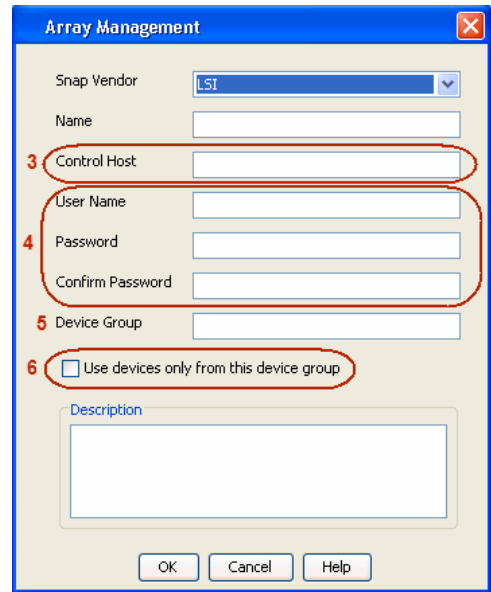 Array Management
Snap Vendor LSI
Name
3 Control Host
User Name
4 Password
Confirm Password
5 Device Group
6 Use devices only from this device group
Description
OK Cancel Help